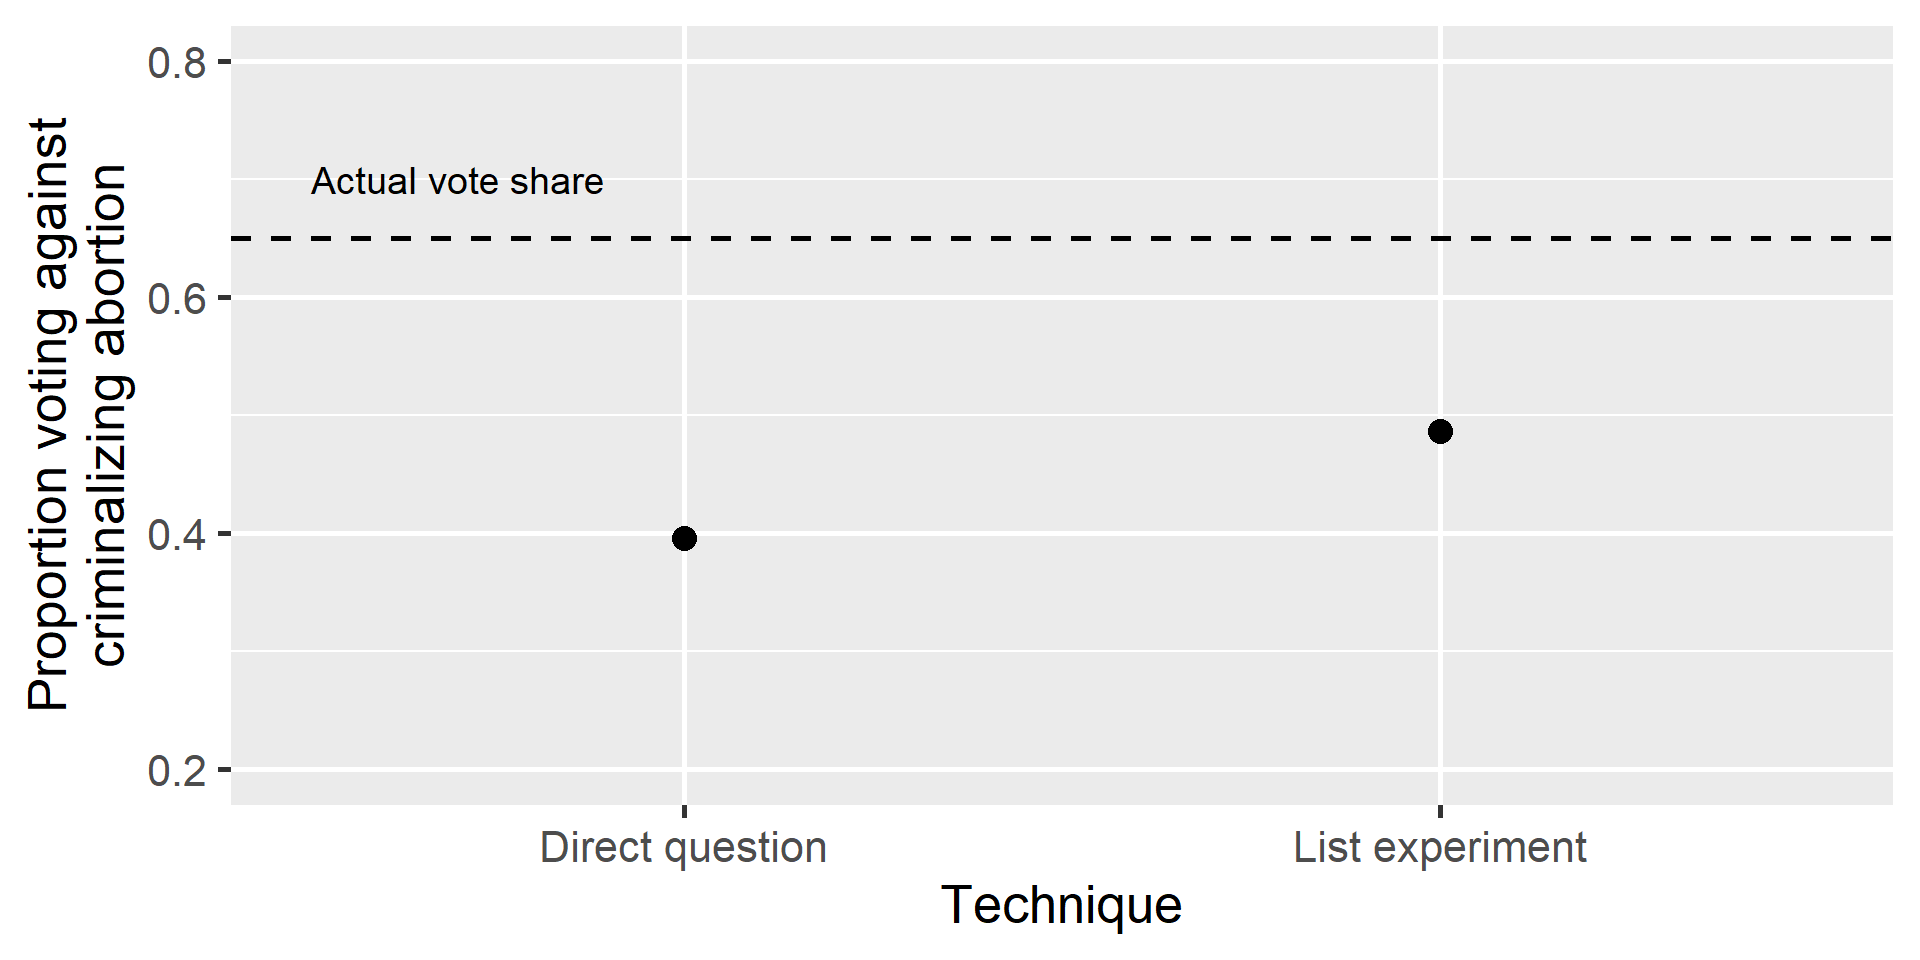 Proportion voting against
criminalizing abortion
0.8
0.6
0.4
0.2
Actual vote share
Direct question
List experiment
Technique